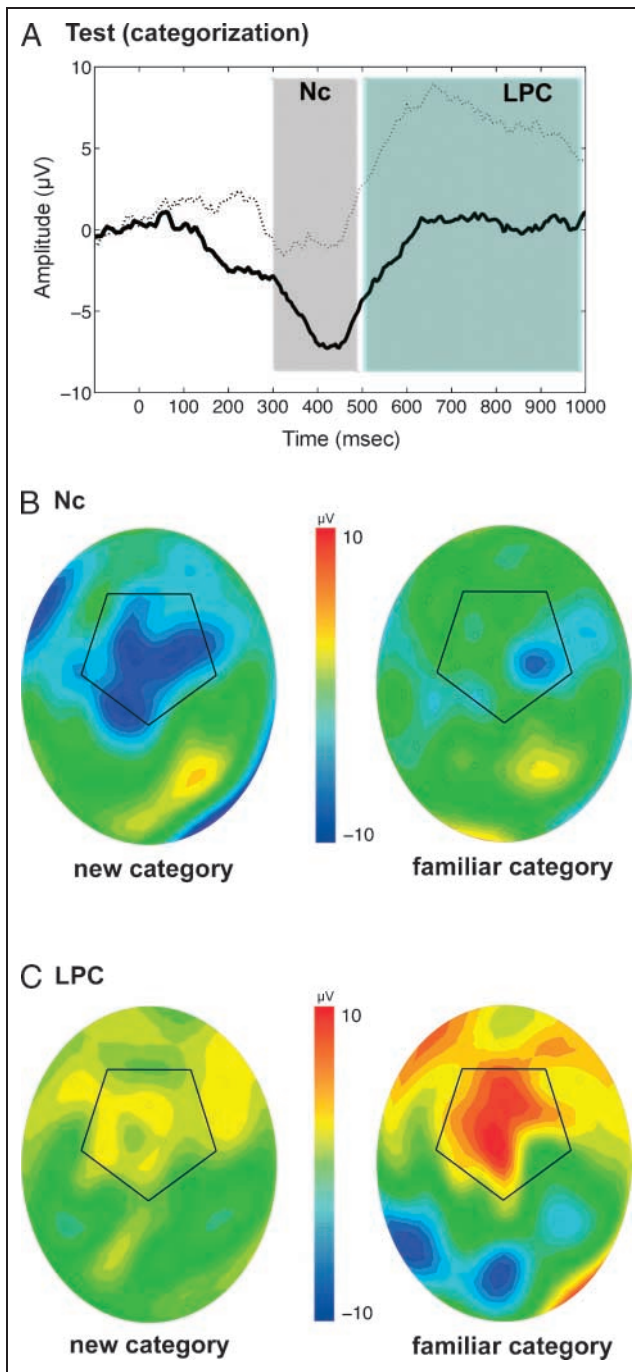 A Test (categorization)
10
5
0
−5
−10
Amplitude (µV)
Nc
LPC
0 100 200 300 400 500 600 700 800 900 1000
Time (msec)
B Nc
µV
10
−10
new category
familiar category
C LPC
µV
10
−10
new category
familiar category